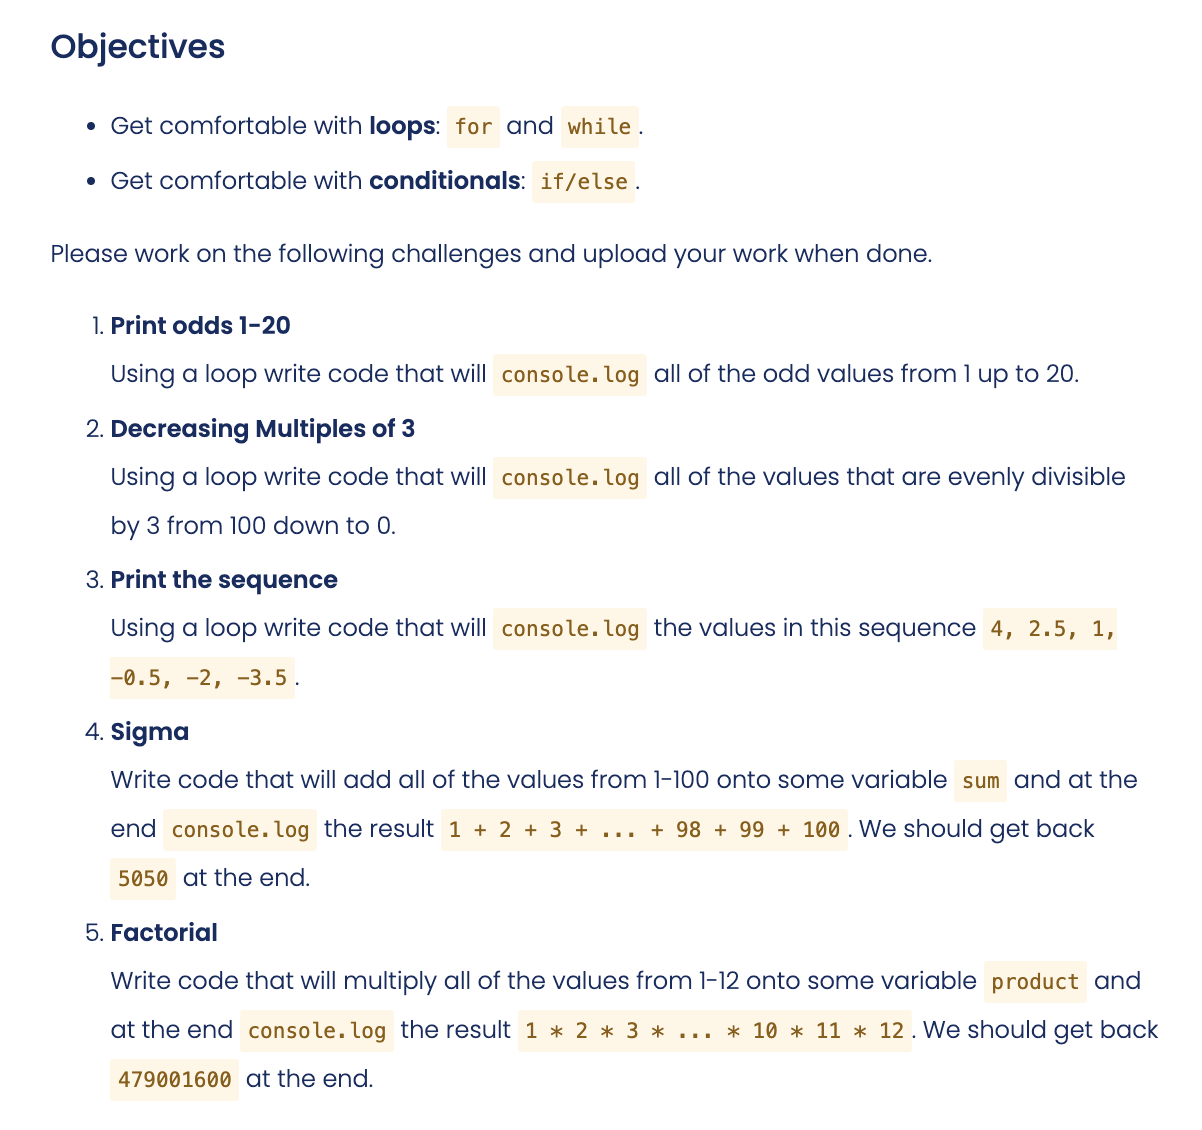 Objectives
• Get comfortable with loops: for and while.
• Get comfortable with conditionals: if/else.
Please work on the following challenges and upload your work when done.
1. Print odds 1-20
Using a loop write code that will console.log all of the odd values from 1 up to 20.
2. Decreasing Multiples of 3
Using a loop write code that will console.log all of the values that are evenly divisible
by 3 from 100 down to 0.
3. Print the sequence
Using a loop write code that will console.log the values in this sequence 4, 2.5, 1,
-0.5, -2, -3.5.
4. Sigma
Write code that will add all of the values from 1-100 onto some variable sum and at the
end console.log the result 1 + 2 + 3 + ... + 98 + 99 + 100. We should get back
5050 at the end.
5. Factorial
Write code that will multiply all of the values from 1-12 onto some variable product and
at the end console.log the result 1 * 2 * 3 * ... * 10 * 11 * 12. We should get back
479001600 at the end.